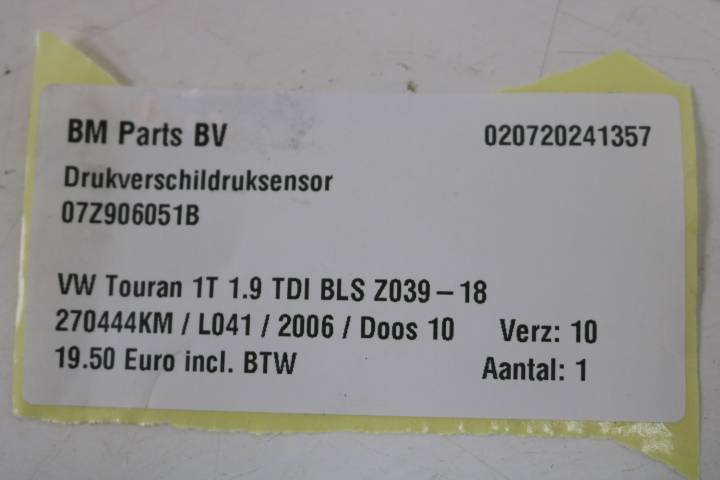 BM Parts BV 020720241357
Drukverschildruksensor
07Z906051B
VW Touran 1T 1.9 TDI BLS Z039-18
270444KM / L041 / 2006 / Doos 10 Verz: 10
19.50 Euro incl. BTW Aantal: 1